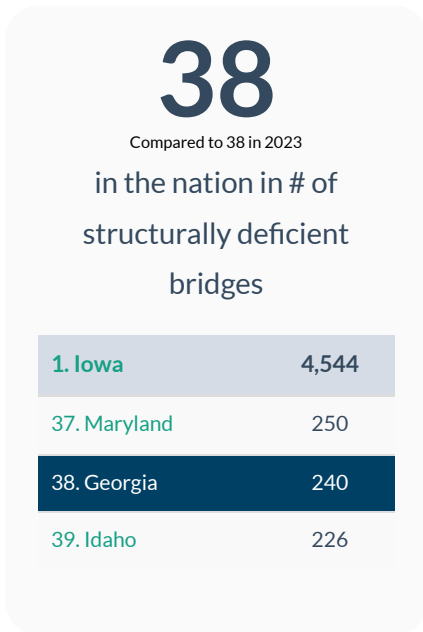 38
Compared to 38 in 2023
in the nation in # of
structurally deficient
bridges
1. Iowa 4,544
37. Maryland 250
38. Georgia 240
39. Idaho 226